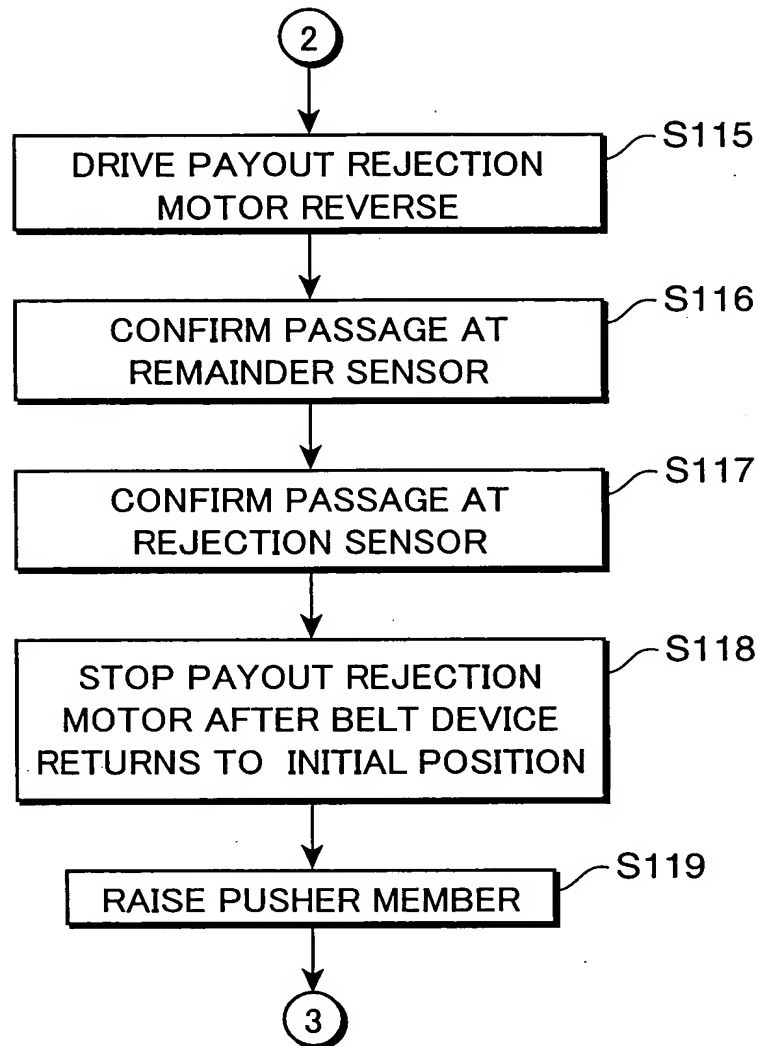 2
S115
DRIVE PAYOUT REJECTION
MOTOR REVERSE
S116
CONFIRM PASSAGE AT
REMAINDER SENSOR
S117
CONFIRM PASSAGE AT
REJECTION SENSOR
S118
STOP PAYOUT REJECTION
MOTOR AFTER BELT DEVICE
RETURNS TO INITIAL POSITION
S119
RAISE PUSHER MEMBER
3